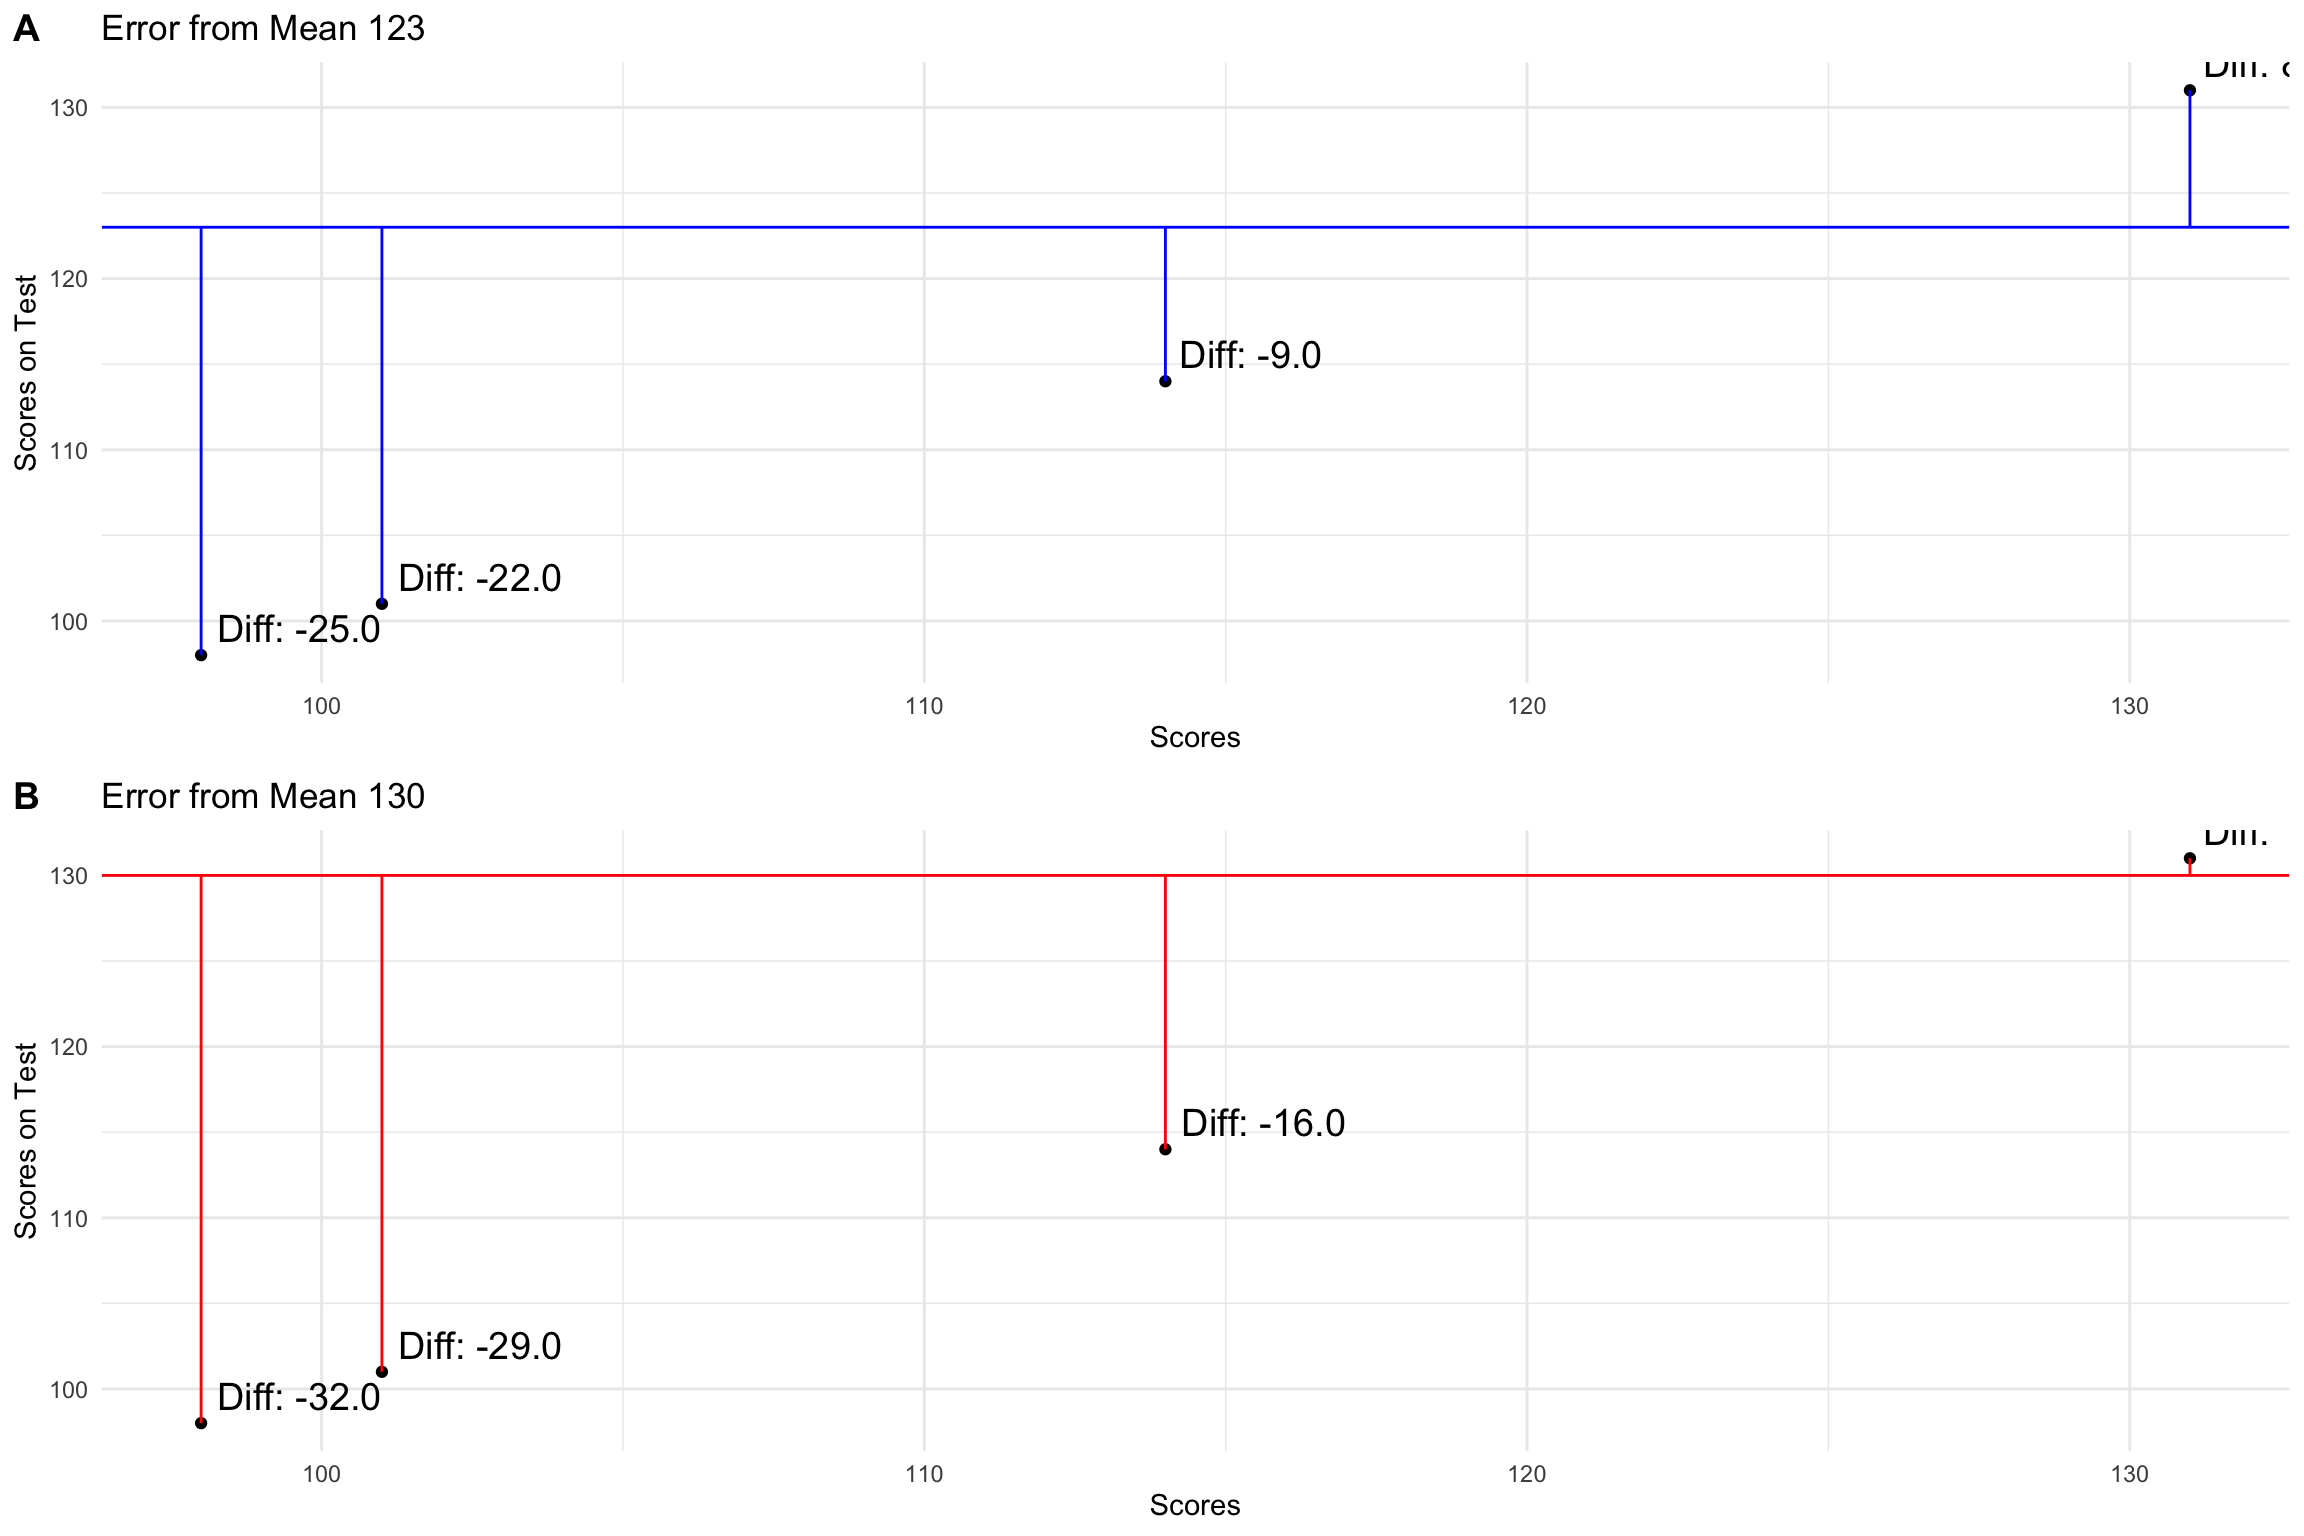 A Error from Mean 123
Diff:
130
120
110
100
Scores on Test
Diff: -9.0
Diff: -22.0
Diff: -25.0
100 110 120 130
Scores
B Error from Mean 130
Diff:
130
120
110
100
Scores on Test
Diff: -16.0
Diff: -29.0
Diff: -32.0
100 110 120 130
Scores